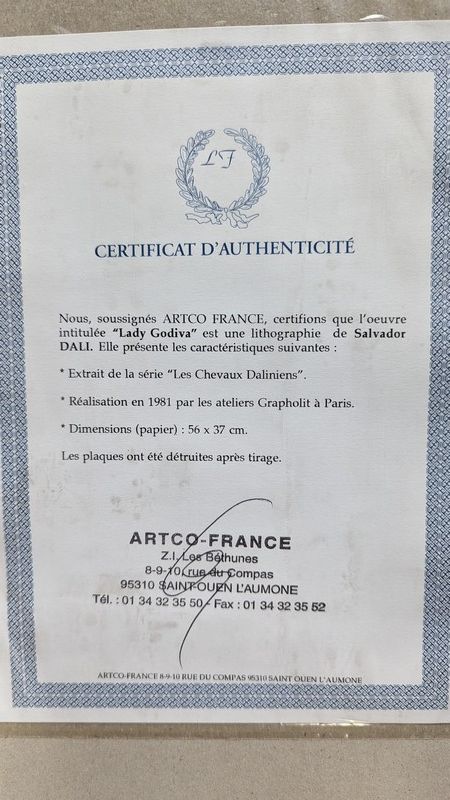 LF
CERTIFICAT D'AUTHENTICITÉ
Nous, soussignés ARTCO FRANCE, certifions que l'oeuvre
intitulée "Lady Godiva" est une lithographie de Salvador
DALI. Elle présente les caractéristiques suivantes :
* Extrait de la série "Les Chevaux Daliniens".
* Réalisation en 1981 par les ateliers Grapholit à Paris.
* Dimensions (papier) : 56 x 37 cm.
Les plaques ont été détruites après tirage.
ARTCO-FRANCE
Z.I. Les Béthunes
8-9-10, rue du Compas
95310 SAINT-OUEN L'AUMONE
Tél. : 01 34 32 35 50 - Fax : 01 34 32 35 52
ARTCO-FRANCE 8-9-10 RUE DU COMPAS 95310 SAINT OUEN L'AUMONE